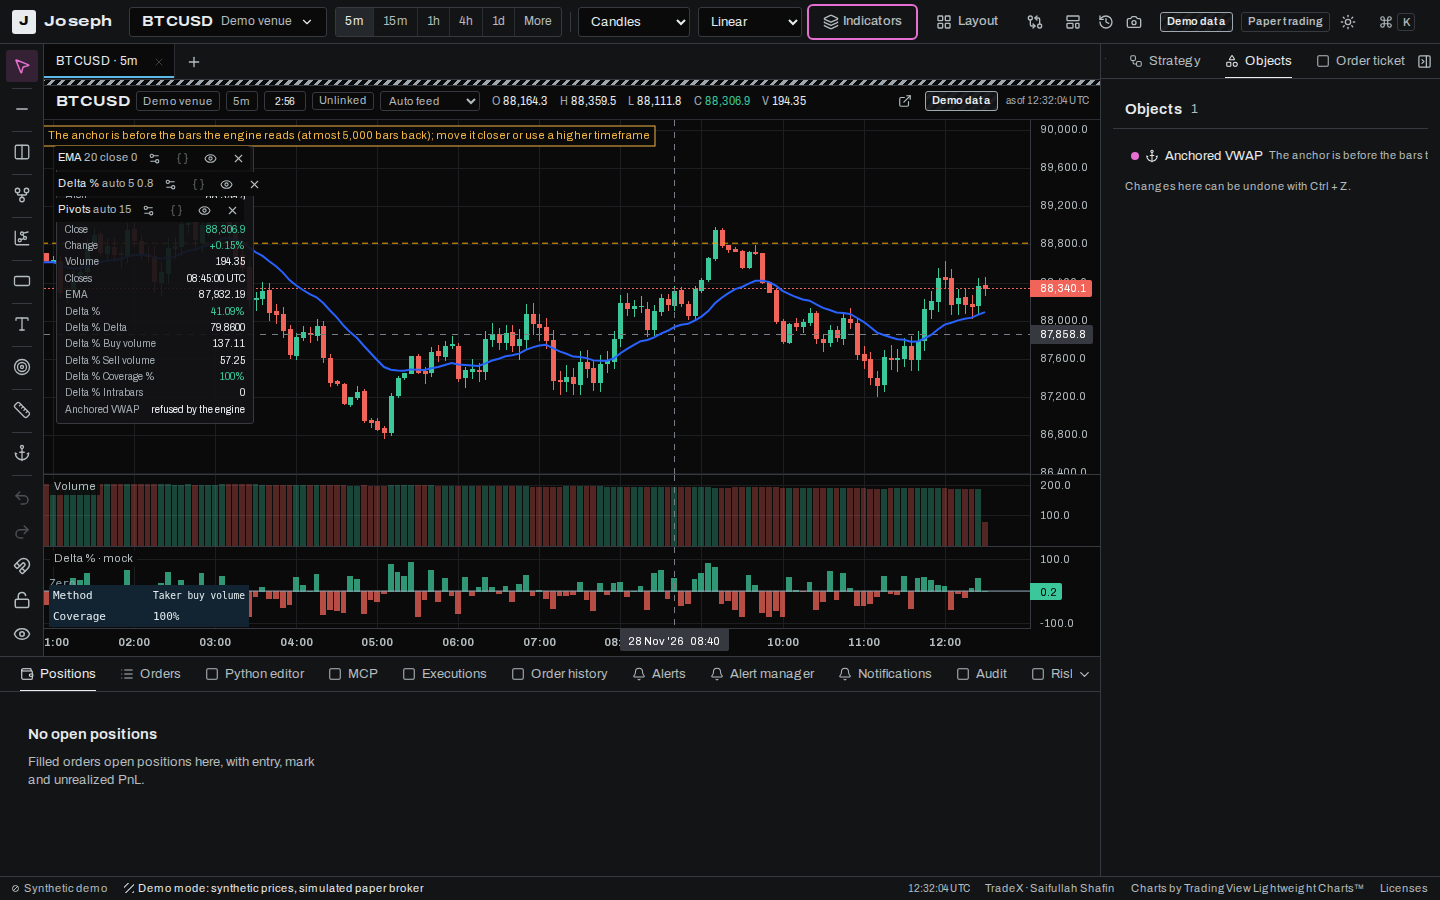 J Joseph BTCUSD Demo venue 5m 15m 1h 4h 1d More Candles Linear Indicators Layout Demo data Paper trading ⌘ K
BTCUSD · 5m × +
Strategy Objects Order ticket
BTCUSD Demo venue 5m 2:56 Unlinked Auto feed O 88,164.3 H 88,359.5 L 88,111.8 C 88,306.9 V 194.35 Demo data as of 12:32:04 UTC
Objects 1
The anchor is before the bars the engine reads (at most 5,000 bars back); move it closer or use a higher timeframe
Anchored VWAP The anchor is before the bars t
Changes here can be undone with Ctrl + Z.
EMA 20 close 0 { }
Delta % auto 5 0.8 { }
Pivots auto 15 { }
Close 88,306.9
Change +0.15%
Volume 194.35
Closes 08:45:00 UTC
EMA 87,932.19
Delta % 41.09%
Delta % Delta 79.8600
Delta % Buy volume 137.11
Delta % Sell volume 57.25
Delta % Coverage % 100%
Delta % Intrabars 0
Anchored VWAP refused by the engine
90,000.0
89,600.0
89,200.0
88,800.0
88,340.1
88,000.0
87,858.8
87,600.0
87,200.0
86,800.0
86,400.0
Volume
200.0
100.0
Delta % · mock
100.0
0.2
-100.0
Zero
Method Taker buy volume
Coverage 100%
1:00 02:00 03:00 04:00 05:00 06:00 07:00 08: 28 Nov '26 08:40 10:00 11:00 12:00
Positions Orders Python editor MCP Executions Order history Alerts Alert manager Notifications Audit Risl
No open positions
Filled orders open positions here, with entry, mark
and unrealized PnL.
Synthetic demo Demo mode: synthetic prices, simulated paper broker 12:32:04 UTC TradeX · Saifullah Shafin Charts by TradingView Lightweight Charts™ Licenses